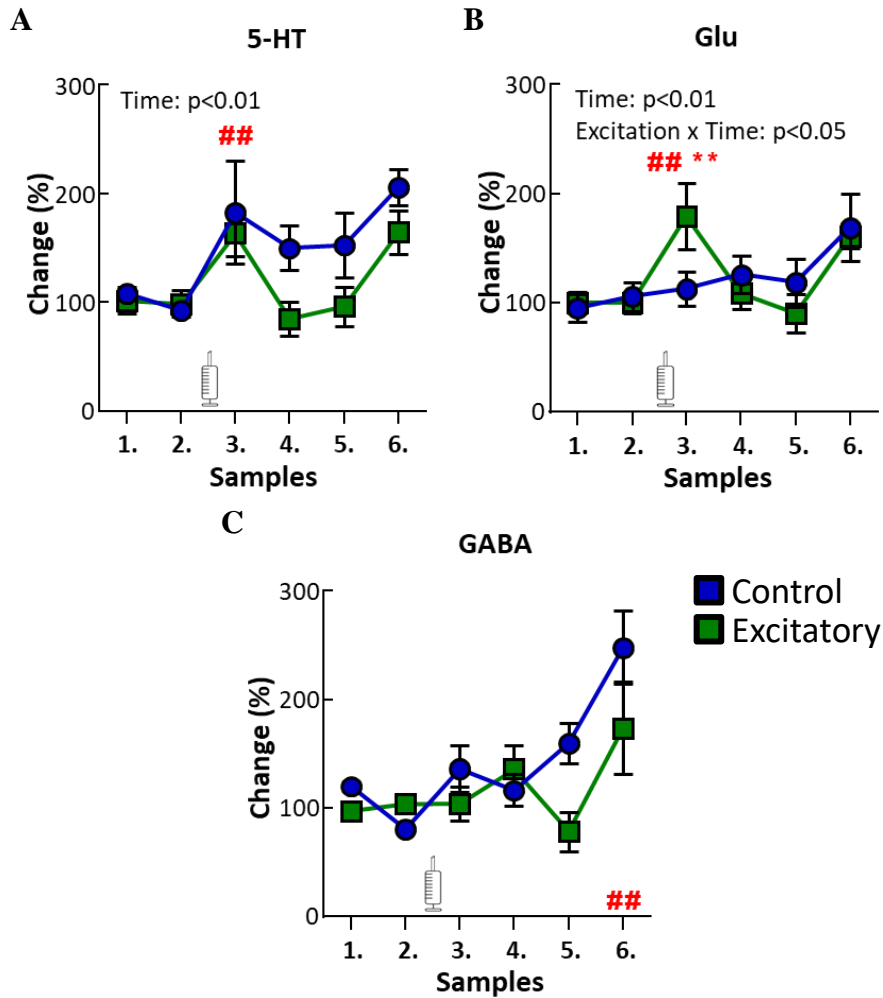 A
5-HT
Time: p<0.01
##
300
200
100
0
Change (%)
1. 2. 3. 4. 5. 6.
Samples
B
Glu
Time: p<0.01
Excitation x Time: p<0.05
## **
300
200
100
0
Change (%)
1. 2. 3. 4. 5. 6.
Samples
C
GABA
300
200
100
0
Change (%)
##
1. 2. 3. 4. 5. 6.
Samples
Control
Excitatory